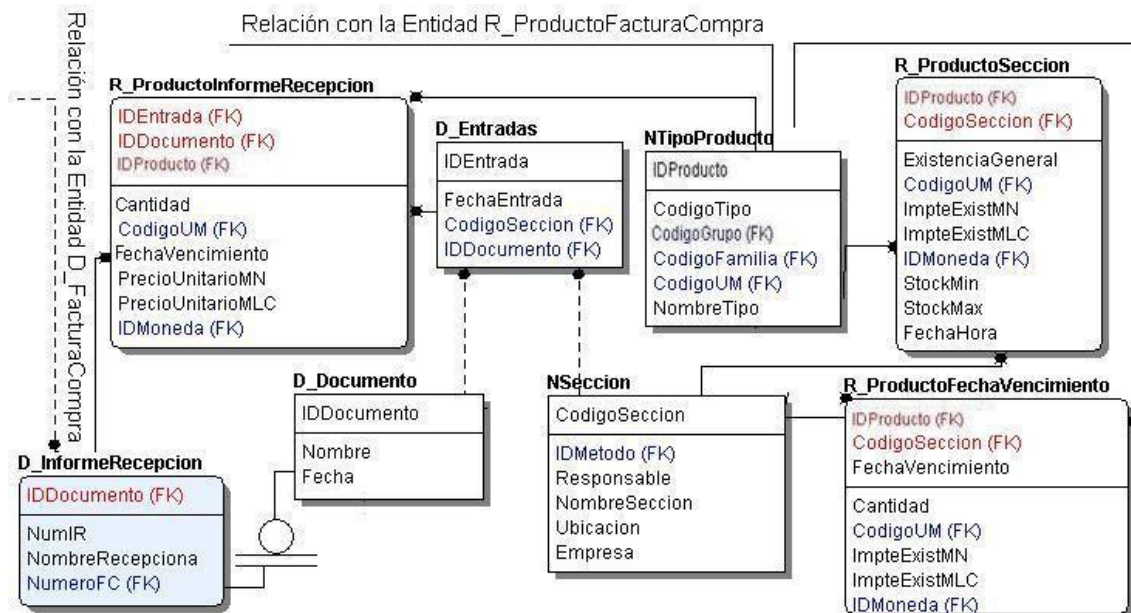 Relación con la Entidad R_ProductoFacturaCompra
Relación con la Entidad D_FacturaCompra
R_ProductoInformeRecepcion
IDEntrada (FK)
IDDocumento (FK)
IDProducto (FK)
Cantidad
CodigoUM (FK)
FechaVencimiento
PrecioUnitarioMN
PrecioUnitarioMLC
IDMoneda (FK)
D_Entradas
IDEntrada
FechaEntrada
CodigoSeccion (FK)
IDDocumento (FK)
NTipoProducto
IDProducto
CodigoTipo
CodigoGrupo (FK)
CodigoFamilia (FK)
CodigoUM (FK)
NombreTipo
R_ProductoSeccion
IDProducto (FK)
CodigoSeccion (FK)
ExistenciaGeneral
CodigoUM (FK)
ImpteExistMN
ImpteExistMLC
IDMoneda (FK)
StockMin
StockMax
FechaHora
D_InformeRecepcion
IDDocumento (FK)
NumIR
NombreRecepciona
NumeroFC (FK)
D_Documento
IDDocumento
Nombre
Fecha
NSeccion
CodigoSeccion
IDMetodo (FK)
Responsable
NombreSeccion
Ubicacion
Empresa
R_ProductoFechaVencimiento
IDProducto (FK)
CodigoSeccion (FK)
FechaVencimiento
Cantidad
CodigoUM (FK)
ImpteExistMN
ImpteExistMLC
IDMoneda (FK)